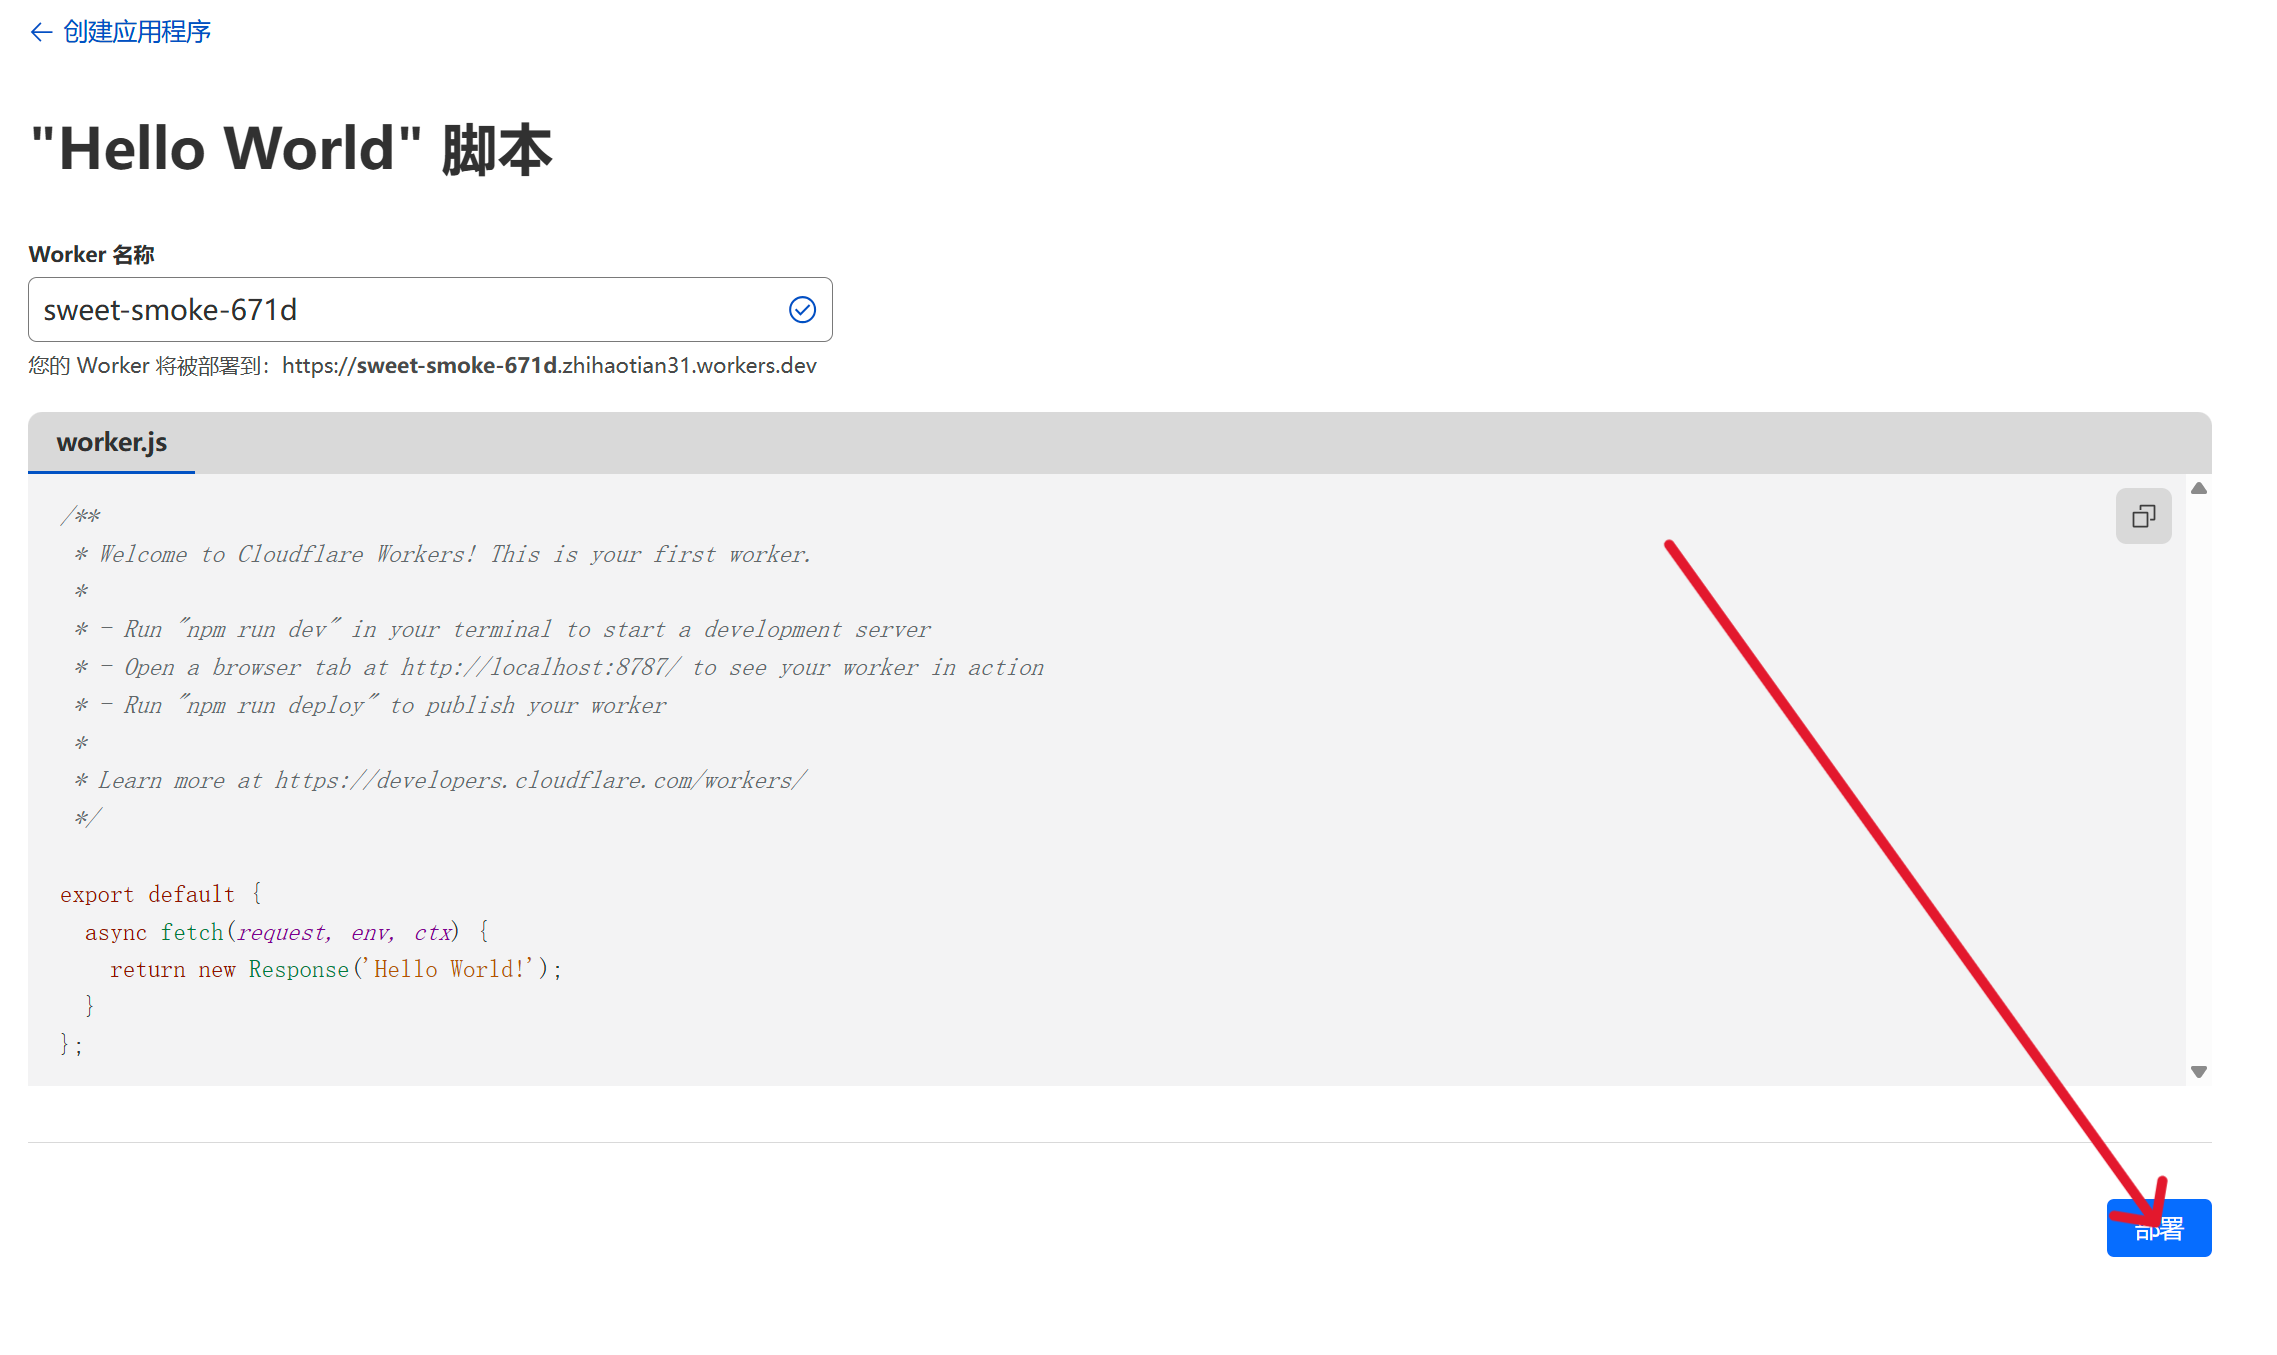 创建应用程序
"Hello World" 脚本
Worker 名称
sweet-smoke-671d
您的 Worker 将被部署到：https://sweet-smoke-671d.zhihaotian31.workers.dev
worker.js
/**
 * Welcome to Cloudflare Workers! This is your first worker.
 *
 * - Run "npm run dev" in your terminal to start a development server
 * - Open a browser tab at http://localhost:8787/ to see your worker in action
 * - Run "npm run deploy" to publish your worker
 *
 * Learn more at https://developers.cloudflare.com/workers/
 */
export default {
  async fetch(request, env, ctx) {
    return new Response('Hello World!');
  }
};
部署